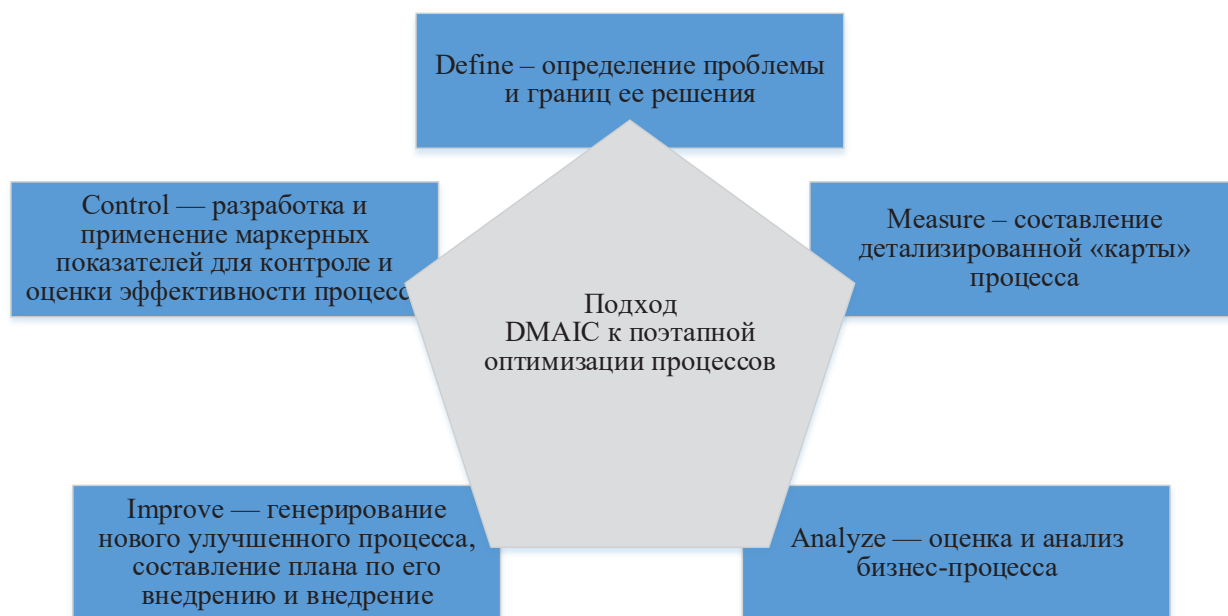 Define – определение проблемы
и границ ее решения
Control — разработка и
применение маркерных
показателей для контроле и
оценки эффективности процесс
Measure – составление
детализированной «карты»
процесса
Подход
DMAIC к поэтапной
оптимизации процессов
Improve — генерирование
нового улучшенного процесса,
составление плана по его
внедрению и внедрение
Analyze — оценка и анализ
бизнес-процесса